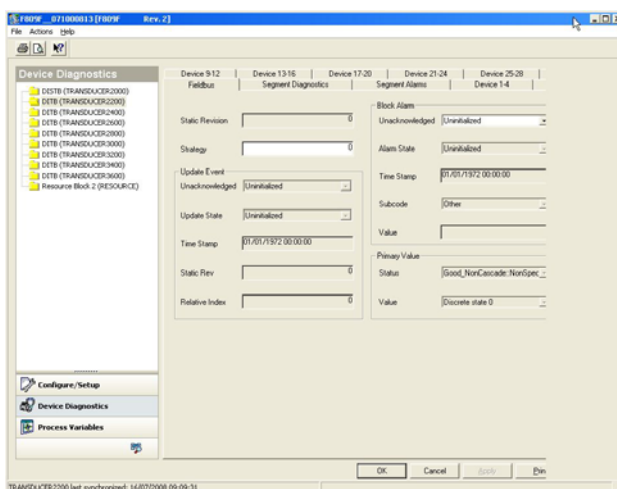 F809F__071000813 [F809F Rev. 2]
File Actions Help
Device Diagnostics
DISTB (TRANSDUCER2000)
DITB (TRANSDUCER2200)
DITB (TRANSDUCER2400)
DITB (TRANSDUCER2600)
DITB (TRANSDUCER2800)
DITB (TRANSDUCER3000)
DITB (TRANSDUCER3200)
DITB (TRANSDUCER3400)
DITB (TRANSDUCER3600)
Resource Block 2 (RESOURCE)
Configure/Setup
Device Diagnostics
Process Variables
Device 9-12 Device 13-16 Device 17-20 Device 21-24 Device 25-28
Fieldbus Segment Diagnostics Segment Alarms Device 1-4
Static Revision 0
Strategy 0
Update Event
Unacknowledged Uninitialized
Update State Uninitialized
Time Stamp 01/01/1972 00:00:00
Static Rev 0
Relative Index 0
Block Alarm
Unacknowledged Uninitialized
Alarm State Uninitialized
Time Stamp 01/01/1972 00:00:00
Subcode Other
Value
Primary Value
Status Good_NonCascade::NonSpec
Value Discrete state 0
OK Cancel Apply Prin
TRANSDUCER2200 last synchronized: 16/07/2008 09:09:31